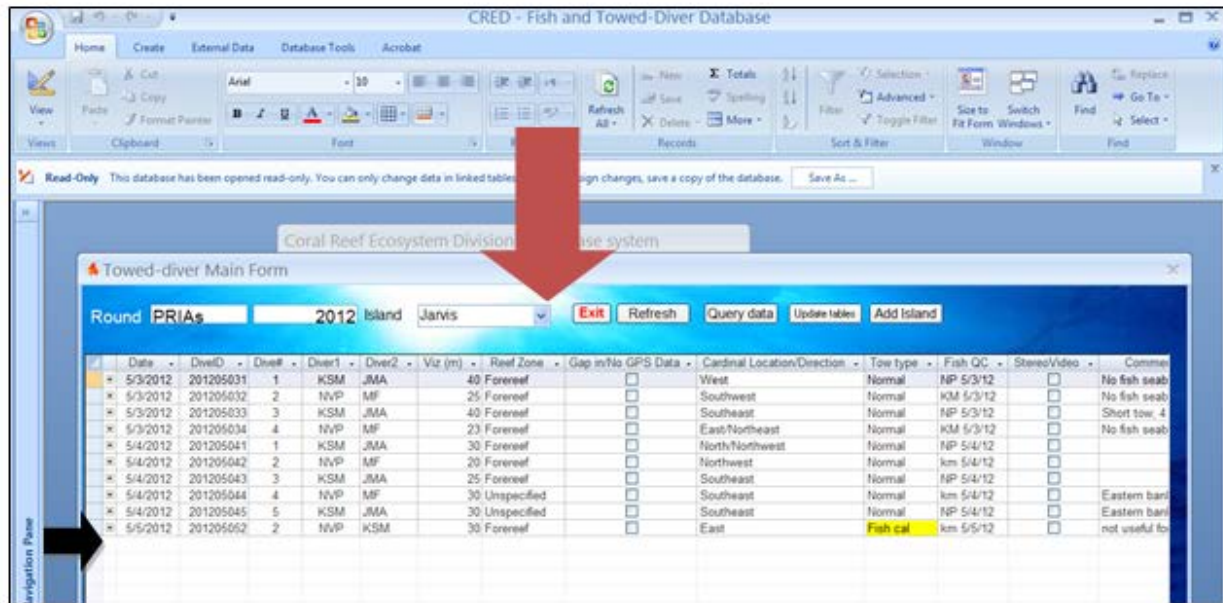 CRED - Fish and Towed-Diver Database
Home Create External Data Database Tools Acrobat
View Paste Cut Copy Format Painter Arial 10 B I U Refresh All New Save Delete Σ Totals Spelling More Filter Selection Advanced Toggle Filter Size to Fit Form Switch Windows Find Replace Go To Select
Views Clipboard Font Records Sort & Filter Window Find
Read-Only This database has been opened read-only. You can only change data in linked tables sign changes, save a copy of the database. Save As ...
Coral Reef Ecosystem Division ase system
Towed-diver Main Form
Round PRIAs 2012 Island Jarvis Exit Refresh Query data Update tables Add Island
Date DiveID Dive# Diver1 Diver2 Viz (m) Reef Zone Gap in/No GPS Data Cardinal Location/Direction Tow type Fish QC StereoVideo Commen
5/3/2012 201205031 1 KSM JMA 40 Forereef West Normal NP 5/3/12 No fish seab
5/3/2012 201205032 2 NVP MF 25 Forereef Southwest Normal KM 5/3/12 No fish seab
5/3/2012 201205033 3 KSM JMA 40 Forereef Southeast Normal NP 5/3/12 Short tow, 4
5/3/2012 201205034 4 NVP MF 23 Forereef East/Northeast Normal KM 5/3/12 No fish seab
5/4/2012 201205041 1 KSM JMA 30 Forereef North/Northwest Normal NP 5/4/12
5/4/2012 201205042 2 NVP MF 20 Forereef Northwest Normal km 5/4/12
5/4/2012 201205043 3 KSM JMA 25 Forereef Southeast Normal NP 5/4/12
5/4/2012 201205044 4 NVP MF 30 Unspecified Southeast Normal km 5/4/12 Eastern banl
5/4/2012 201205045 5 KSM JMA 30 Unspecified Southeast Normal NP 5/4/12 Eastern banl
5/5/2012 201205052 2 NVP KSM 30 Forereef East Fish cal km 5/5/12 not useful fo
avigation Pane